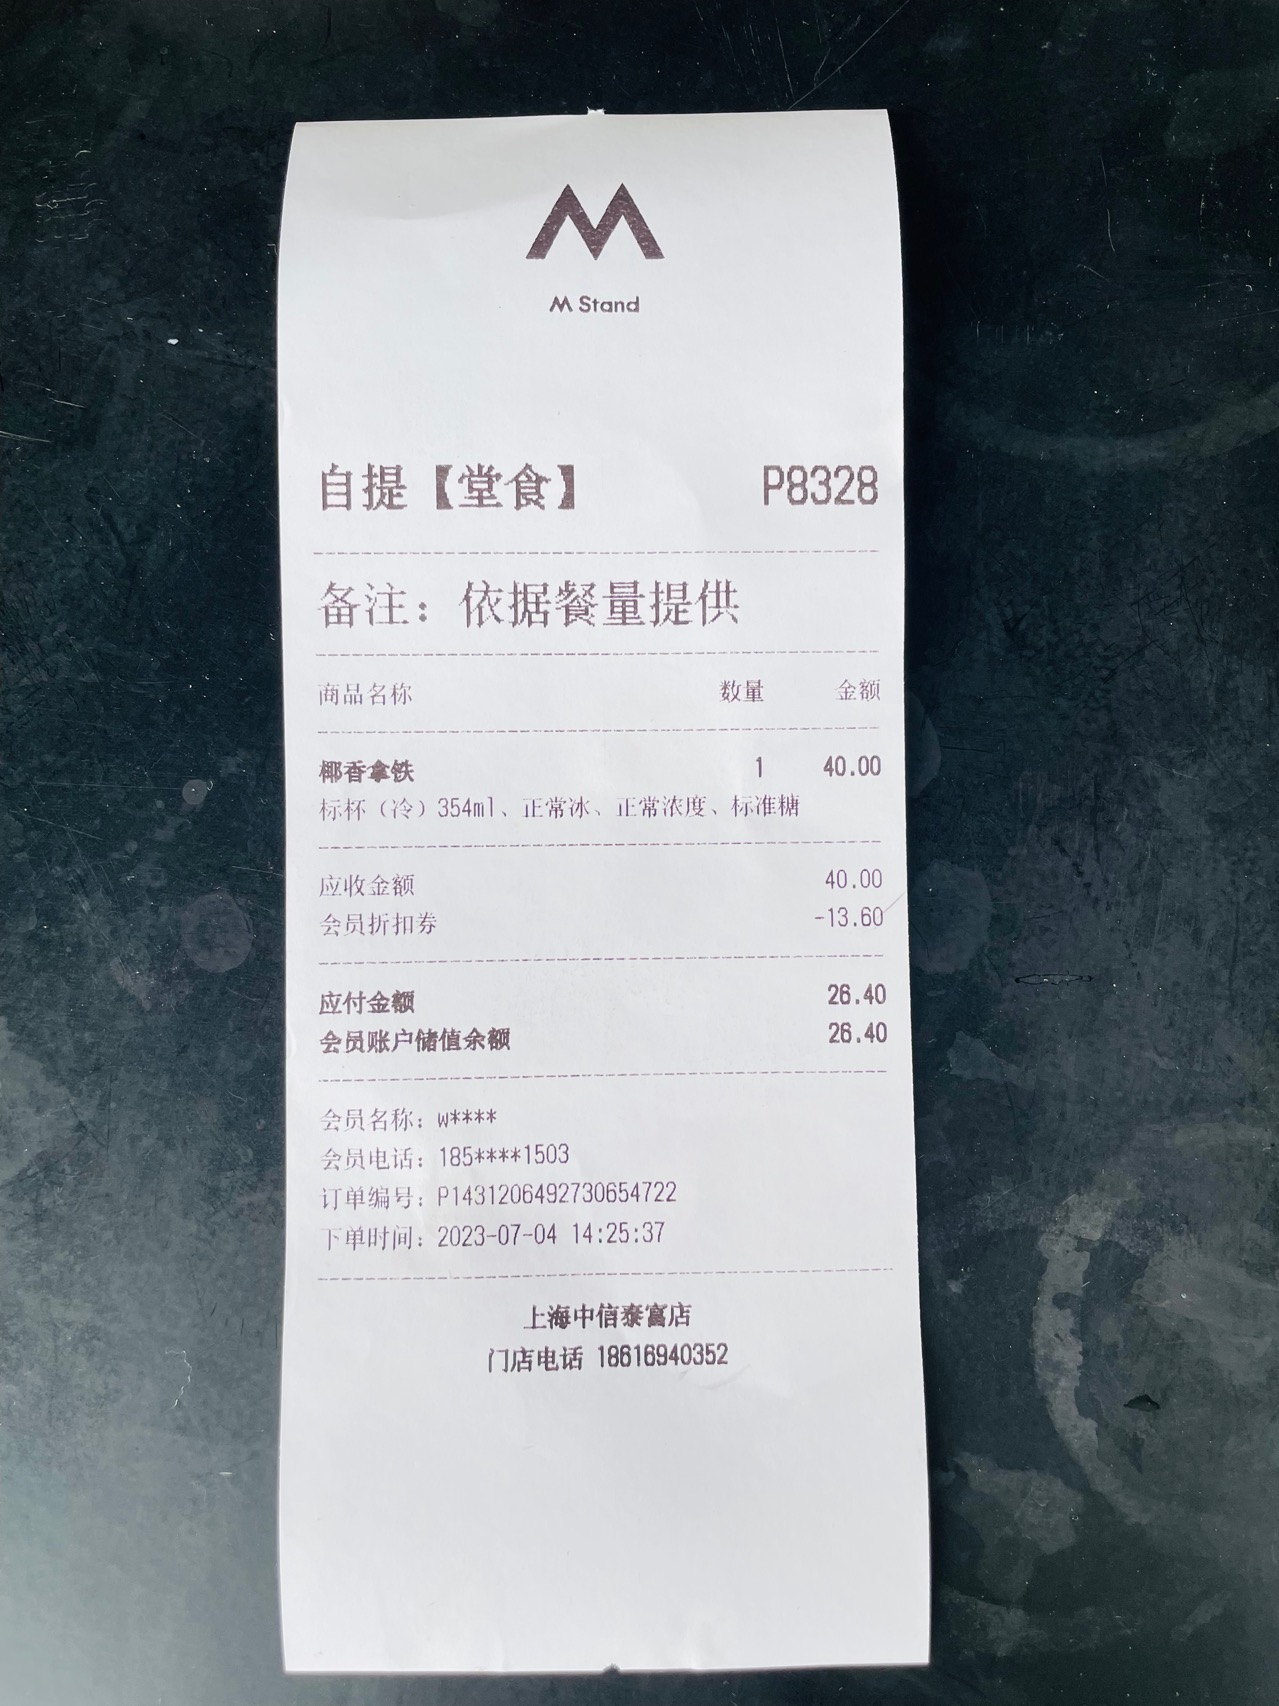 M
M Stand
自提【堂食】 P8328
备注：依据餐量提供
商品名称 数量 金额
椰香拿铁 1 40.00
标杯（冷）354ml、正常冰、正常浓度、标准糖
应收金额 40.00
会员折扣券 -13.60
应付金额 26.40
会员账户储值余额 26.40
会员名称：w****
会员电话：185****1503
订单编号：P1431206492730654722
下单时间：2023-07-04 14:25:37
上海中信泰富店
门店电话 18616940352